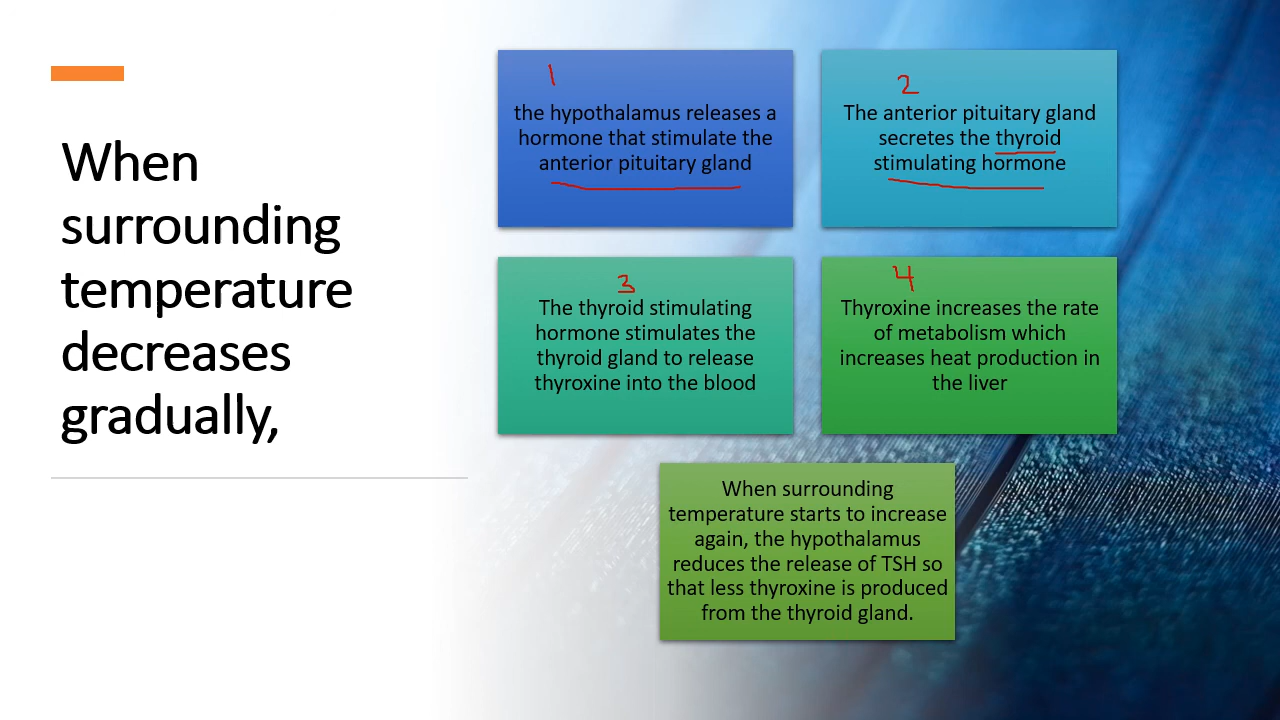 When
surrounding
temperature
decreases
gradually,
1
the hypothalamus releases a
hormone that stimulate the
anterior pituitary gland
2
The anterior pituitary gland
secretes the thyroid
stimulating hormone
3
The thyroid stimulating
hormone stimulates the
thyroid gland to release
thyroxine into the blood
4
Thyroxine increases the rate
of metabolism which
increases heat production in
the liver
When surrounding
temperature starts to increase
again, the hypothalamus
reduces the release of TSH so
that less thyroxine is produced
from the thyroid gland.